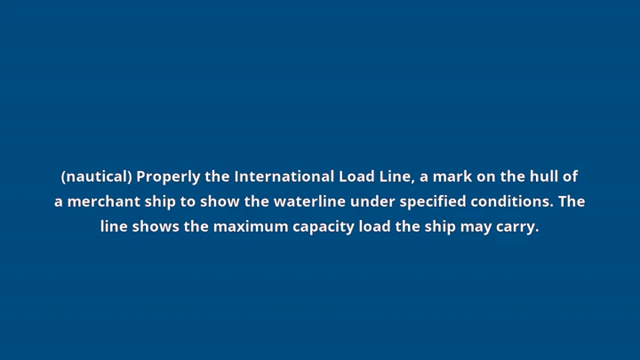 (nautical) Properly the International Load Line, a mark on the hull of
a merchant ship to show the waterline under specified conditions. The
line shows the maximum capacity load the ship may carry.